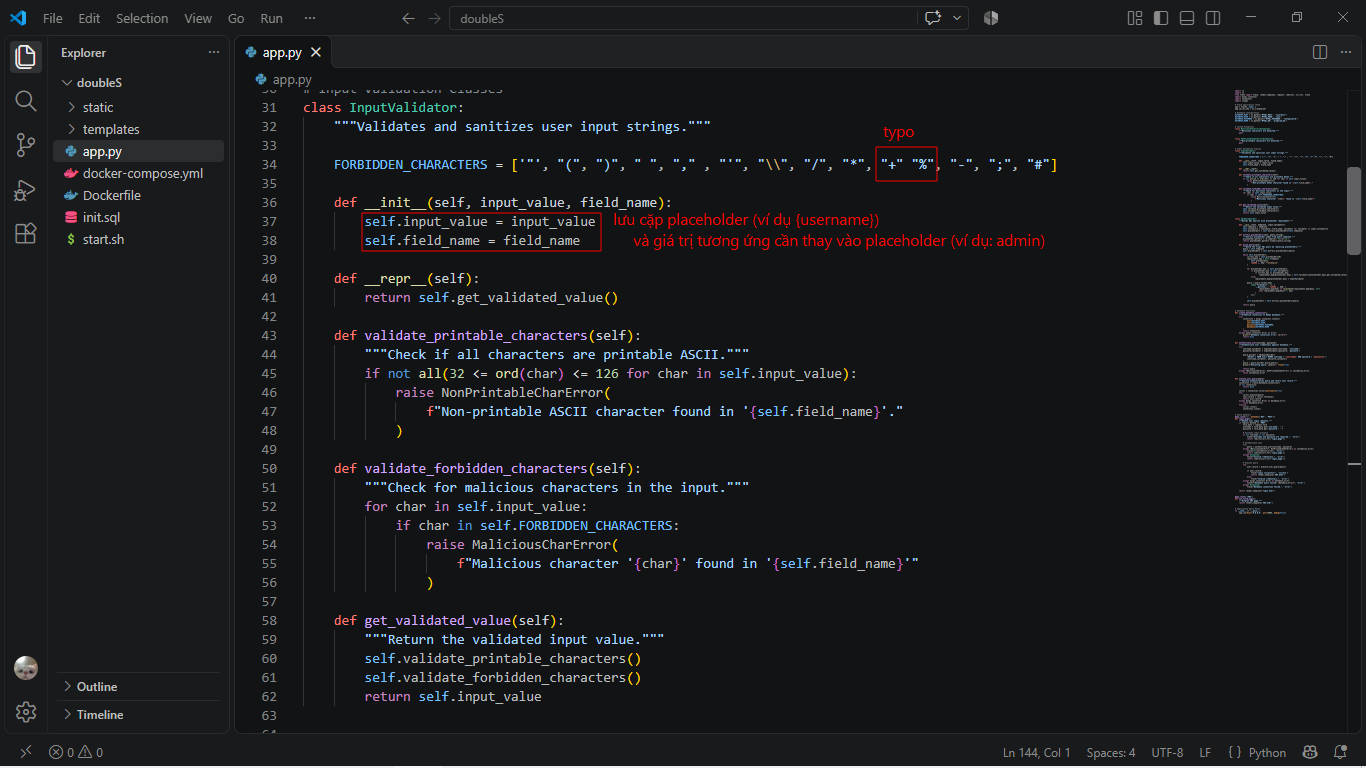 File Edit Selection View Go Run ···
doubleS
Explorer ···
doubleS
static
templates
app.py
docker-compose.yml
Dockerfile
init.sql
start.sh
Outline
Timeline
app.py
app.py
31 class InputValidator:
32 """Validates and sanitizes user input strings."""
typo
33
34 FORBIDDEN_CHARACTERS = ['"', "(", ")", " ", "," , "'", "\\", "/", "*", "+" "%", "-", ";", "#"]
35
36 def __init__(self, input_value, field_name):
37 self.input_value = input_value lưu cặp placeholder (ví dụ {username})
38 self.field_name = field_name và giá trị tương ứng cần thay vào placeholder (ví dụ: admin)
39
40 def __repr__(self):
41 return self.get_validated_value()
42
43 def validate_printable_characters(self):
44 """Check if all characters are printable ASCII."""
45 if not all(32 <= ord(char) <= 126 for char in self.input_value):
46 raise NonPrintableCharError(
47 f"Non-printable ASCII character found in '{self.field_name}'."
48 )
49
50 def validate_forbidden_characters(self):
51 """Check for malicious characters in the input."""
52 for char in self.input_value:
53 if char in self.FORBIDDEN_CHARACTERS:
54 raise MaliciousCharError(
55 f"Malicious character '{char}' found in '{self.field_name}'"
56 )
57
58 def get_validated_value(self):
59 """Return the validated input value."""
60 self.validate_printable_characters()
61 self.validate_forbidden_characters()
62 return self.input_value
63
0 0 Ln 144, Col 1 Spaces: 4 UTF-8 LF { } Python